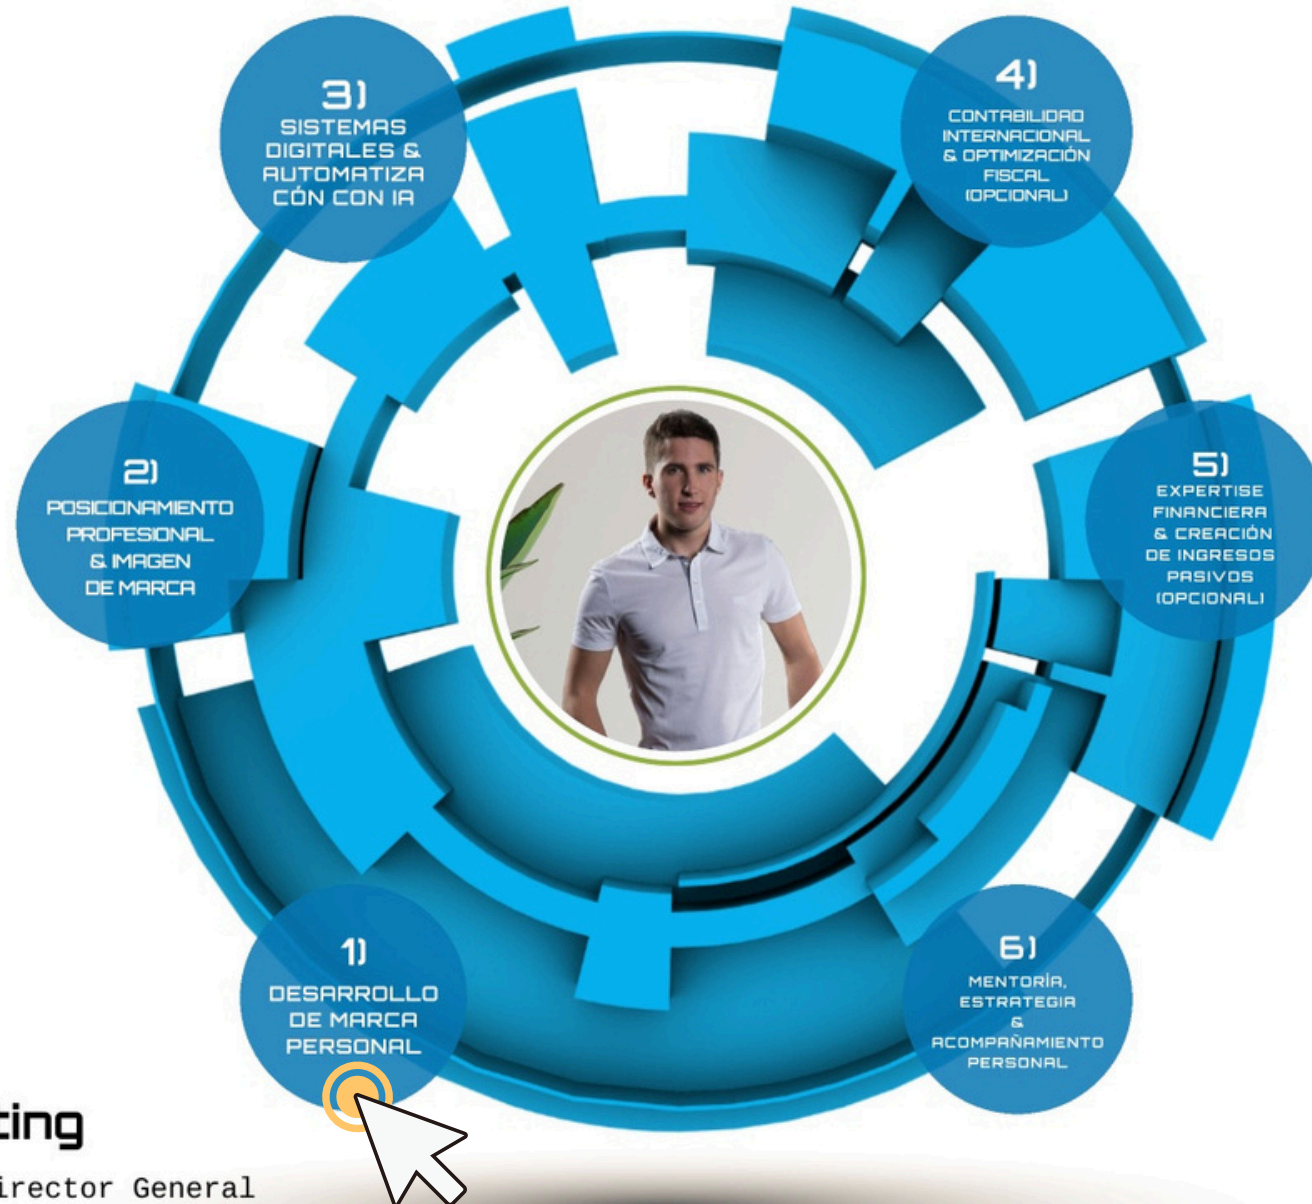 3)
SISTEMAS
DIGITALES &
AUTOMATIZA
CÓN CON IA
4)
CONTABILIDAD
INTERNACIONAL
& OPTIMIZACIÓN
FISCAL
(OPCIONAL)
2)
POSICIONAMIENTO
PROFESIONAL
& IMAGEN
DE MARCA
5)
EXPERTISE
FINANCIERA
& CREACIÓN
DE INGRESOS
PASIVOS
(OPCIONAL)
1)
DESARROLLO
DE MARCA
PERSONAL
6)
MENTORÍA,
ESTRATEGIA
&
ACOMPAÑAMIENTO
PERSONAL
ting
irector General